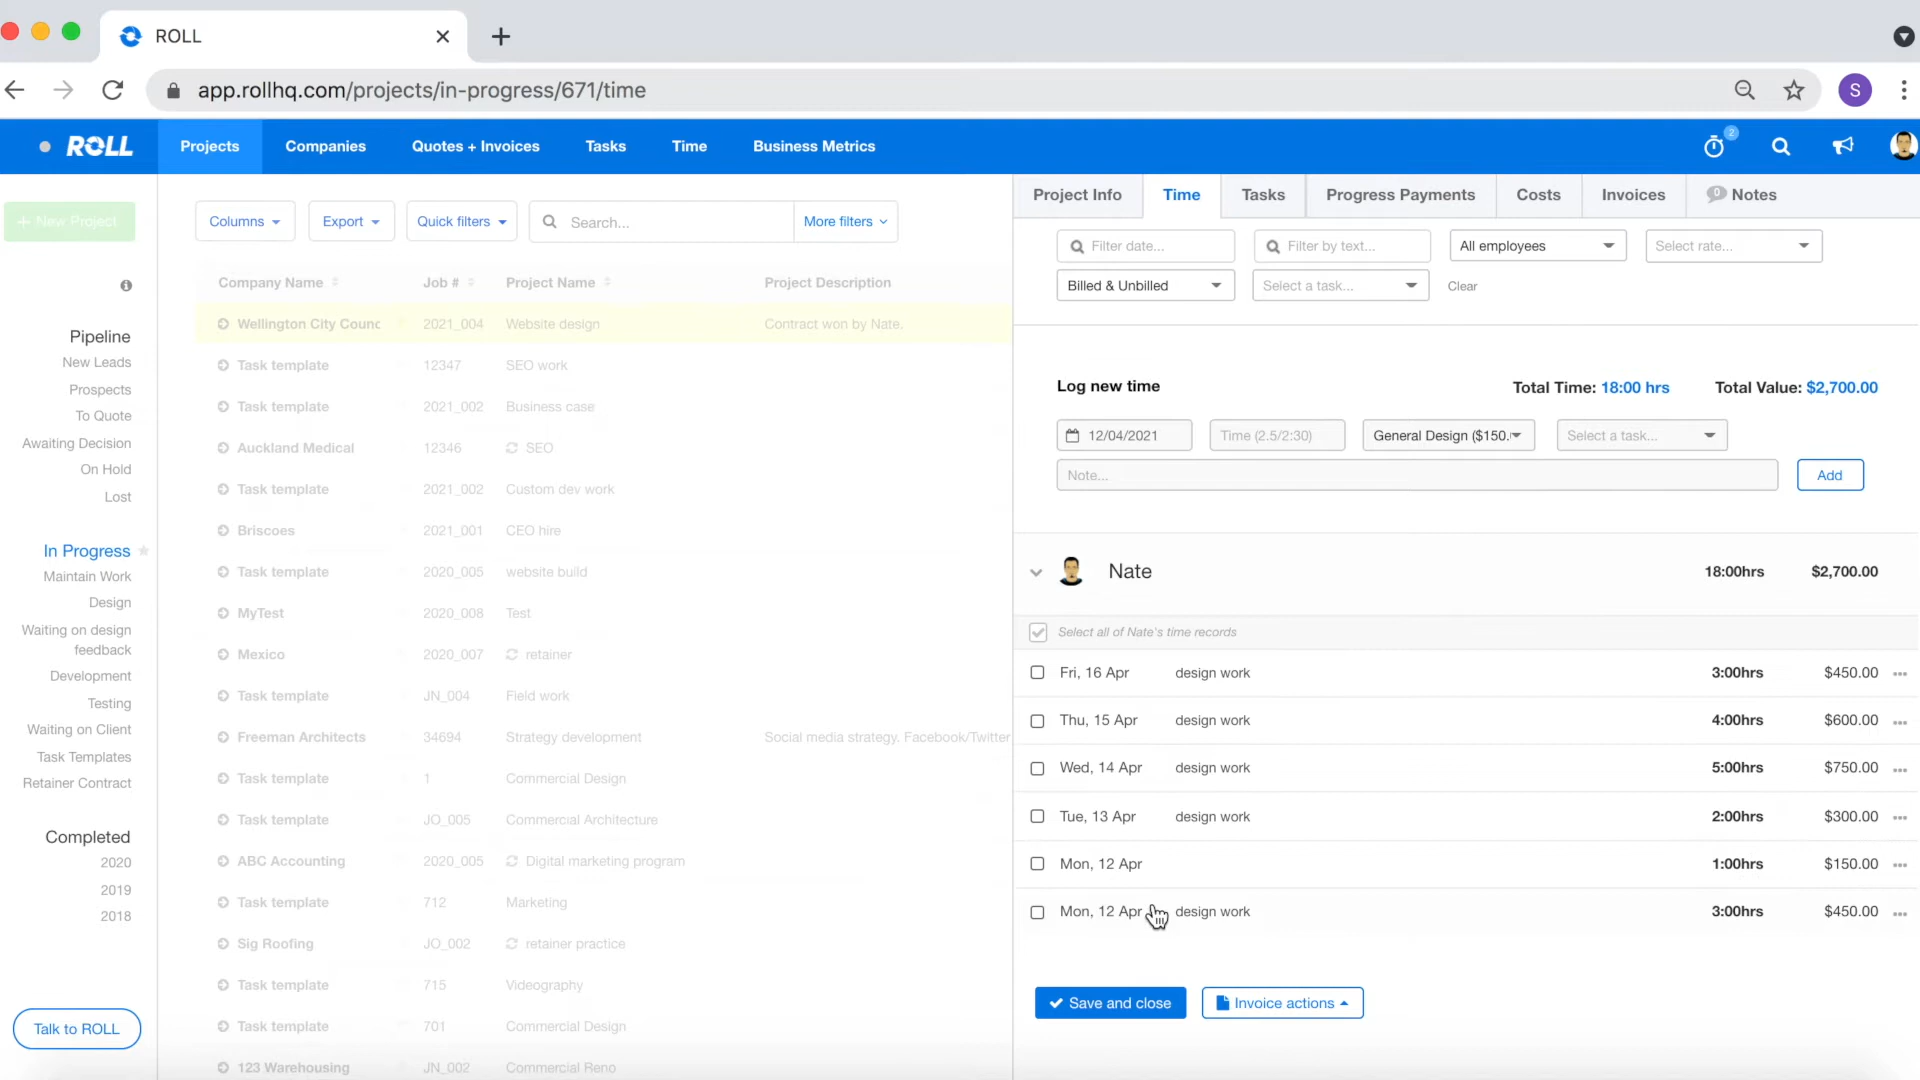 ROLL
app.rollhq.com/projects/in-progress/671/time
S
ROLL
Projects
Companies
Quotes + Invoices
Tasks
Time
Business Metrics
2
+ New Project
Pipeline
New Leads
Prospects
To Quote
Awaiting Decision
On Hold
Lost
In Progress
Maintain Work
Design
Waiting on design
feedback
Development
Testing
Waiting on Client
Task Templates
Retainer Contract
Completed
2020
2019
2018
Talk to ROLL
Columns
Export
Quick filters
Search...
More filters
Company Name Job # Project Name Project Description
Wellington City Counc 2021_004 Website design Contract won by Nate.
Task template 12347 SEO work
Task template 2021_002 Business case
Auckland Medical 12346 SEO
Task template 2021_002 Custom dev work
Briscoes 2021_001 CEO hire
Task template 2020_005 website build
MyTest 2020_008 Test
Mexico 2020_007 retainer
Task template JN_004 Field work
Freeman Architects 34694 Strategy development Social media strategy. Facebook/Twitter
Task template 1 Commercial Design
Task template JO_005 Commercial Architecture
ABC Accounting 2020_005 Digital marketing program
Task template 712 Marketing
Sig Roofing JO_002 retainer practice
Task template 715 Videography
Task template 701 Commercial Design
123 Warehousing JN_002 Commercial Reno
Project Info
Time
Tasks
Progress Payments
Costs
Invoices
0 Notes
Filter date...
Filter by text...
All employees
Select rate...
Billed & Unbilled
Select a task...
Clear
Log new time
Total Time: 18:00 hrs
Total Value: $2,700.00
12/04/2021
Time (2.5/2:30)
General Design ($150.
Select a task...
Note...
Add
Nate 18:00hrs $2,700.00
Select all of Nate's time records
Fri, 16 Apr design work 3:00hrs $450.00
Thu, 15 Apr design work 4:00hrs $600.00
Wed, 14 Apr design work 5:00hrs $750.00
Tue, 13 Apr design work 2:00hrs $300.00
Mon, 12 Apr 1:00hrs $150.00
Mon, 12 Apr design work 3:00hrs $450.00
Save and close
Invoice actions